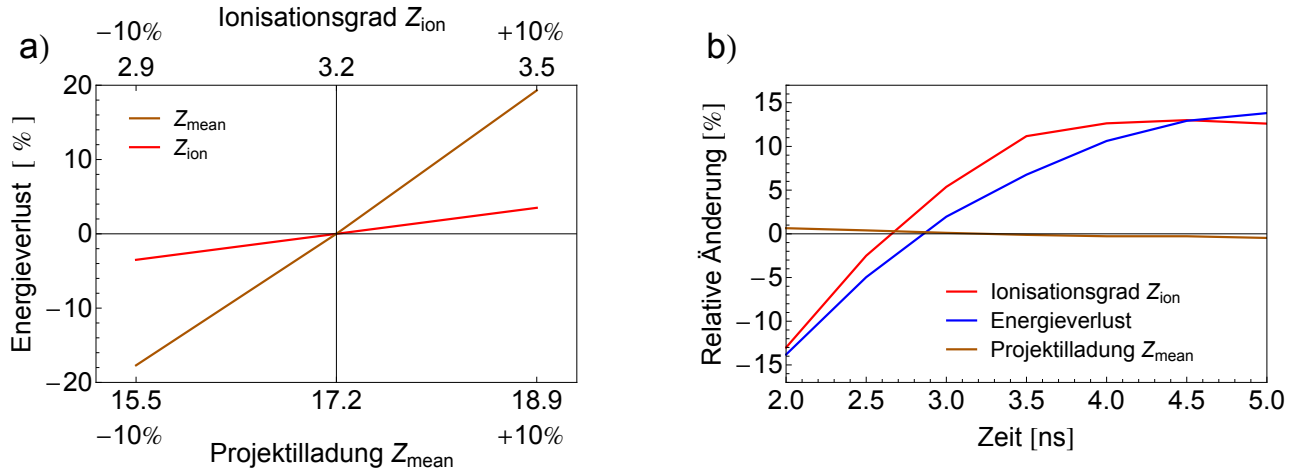 a)
Ionisationsgrad Z_ion
−10% +10%
2.9 3.2 3.5
Energieverlust [ % ]
20
10
0
−10
−20
Z_mean
Z_ion
15.5 17.2 18.9
−10% +10%
Projektilladung Z_mean
b)
Relative Änderung [%]
15
10
5
0
−5
−10
−15
Ionisationsgrad Z_ion
Energieverlust
Projektilladung Z_mean
2.0 2.5 3.0 3.5 4.0 4.5 5.0
Zeit [ns]